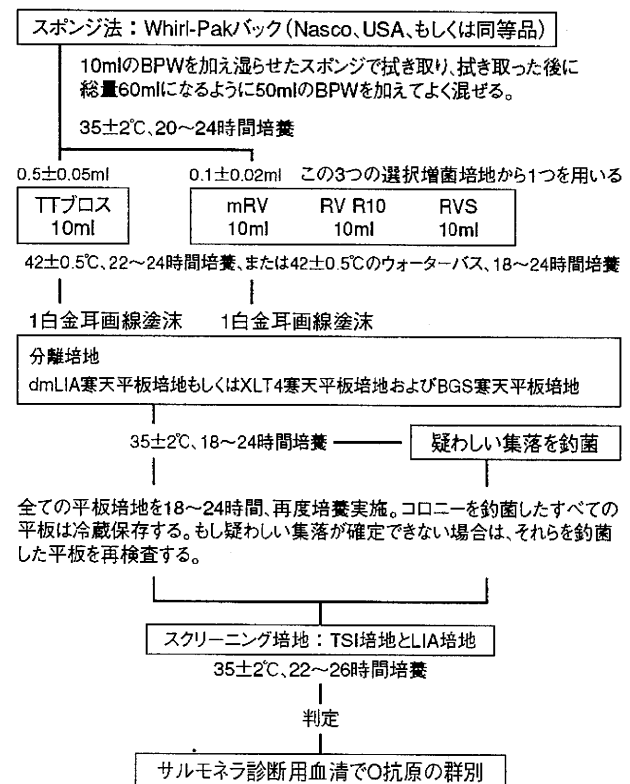 スポンジ法：Whirl-Pakバック（Nasco、USA、もしくは同等品）
10mlのBPWを加え湿らせたスポンジで拭き取り、拭き取った後に
総量60mlになるように50mlのBPWを加えてよく混ぜる。
35±2℃、20〜24時間培養
0.5±0.05ml 0.1±0.02ml この3つの選択増菌培地から1つを用いる
TTブロス mRV RV R10 RVS
10ml 10ml 10ml 10ml
42±0.5℃、22〜24時間培養、または42±0.5℃のウォーターバス、18〜24時間培養
1白金耳画線塗沫 1白金耳画線塗沫
分離培地
dmLIA寒天平板培地もしくはXLT4寒天平板培地およびBGS寒天平板培地
35±2℃、18〜24時間培養 疑わしい集落を釣菌
全ての平板培地を18〜24時間、再度培養実施。コロニーを釣菌したすべての
平板は冷蔵保存する。もし疑わしい集落が確定できない場合は、それらを釣菌
した平板を再検査する。
スクリーニング培地：TSI培地とLIA培地
35±2℃、22〜26時間培養
判定
サルモネラ診断用血清でO抗原の群別